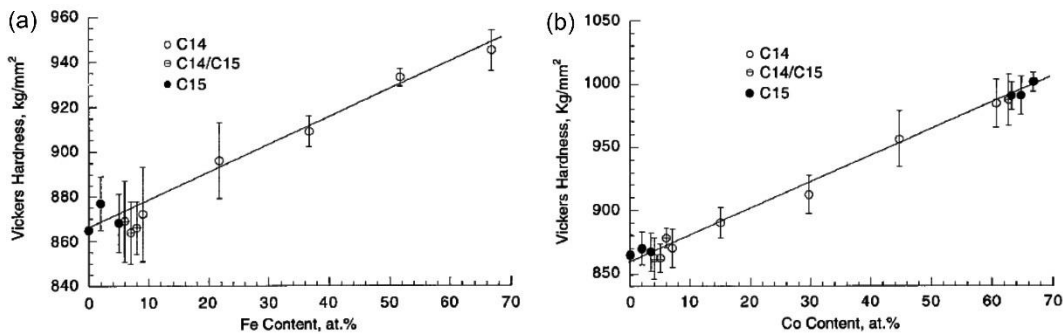 (a)
960
940
920
900
880
860
840
Vickers Hardness, kg/mm²
C14
C14/C15
C15
0 10 20 30 40 50 60 70
Fe Content, at.%
(b)
1050
1000
950
900
850
Vickers Hardness, Kg/mm²
C14
C14/C15
C15
0 10 20 30 40 50 60 70
Co Content, at.%